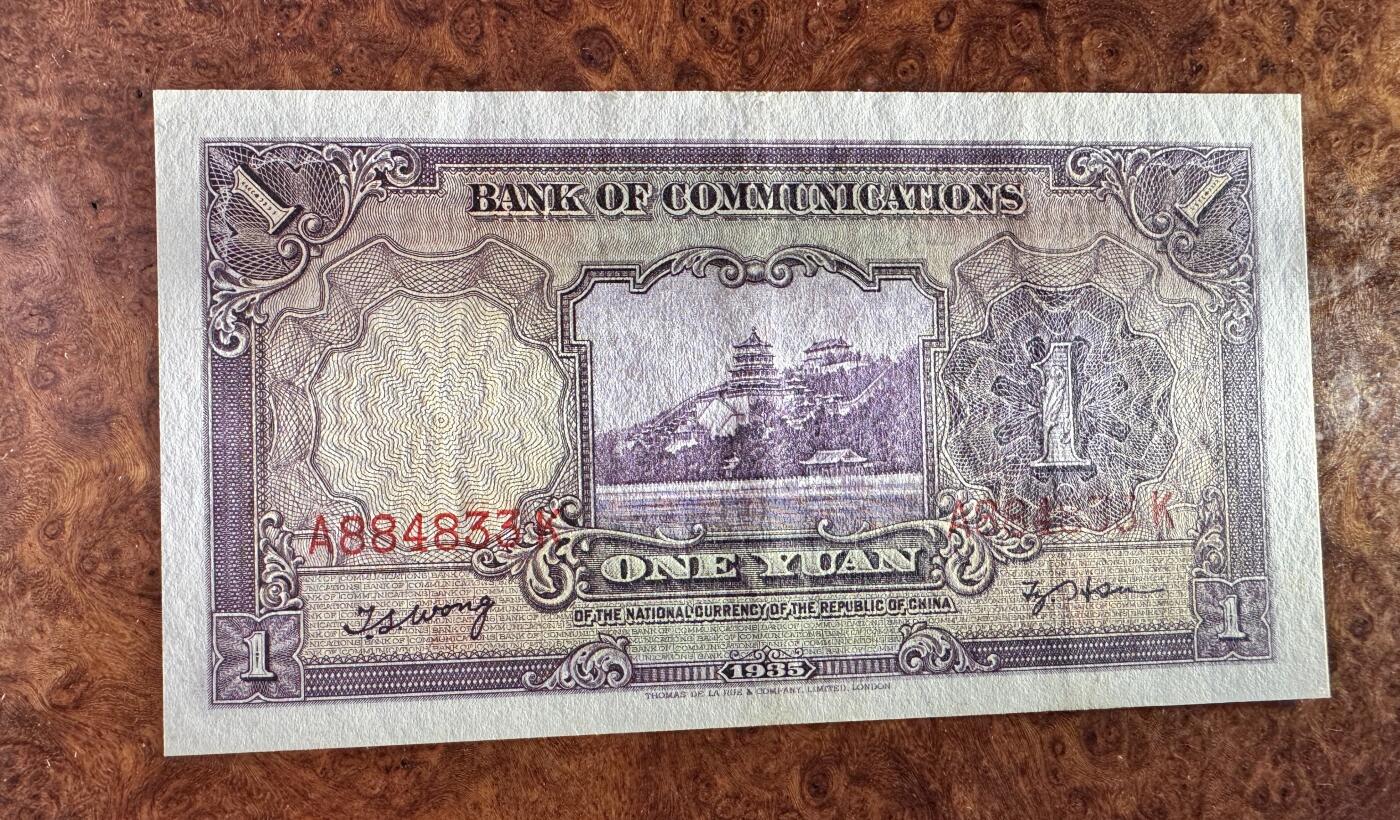 1 1
BANK OF COMMUNICATIONS
1
A884833K A884833K
ONE YUAN
OF THE NATIONAL CURRENCY OF THE REPUBLIC OF CHINA
T.S.Wong
1 1
1935
THOMAS DE LA RUE & COMPANY, LIMITED, LONDON